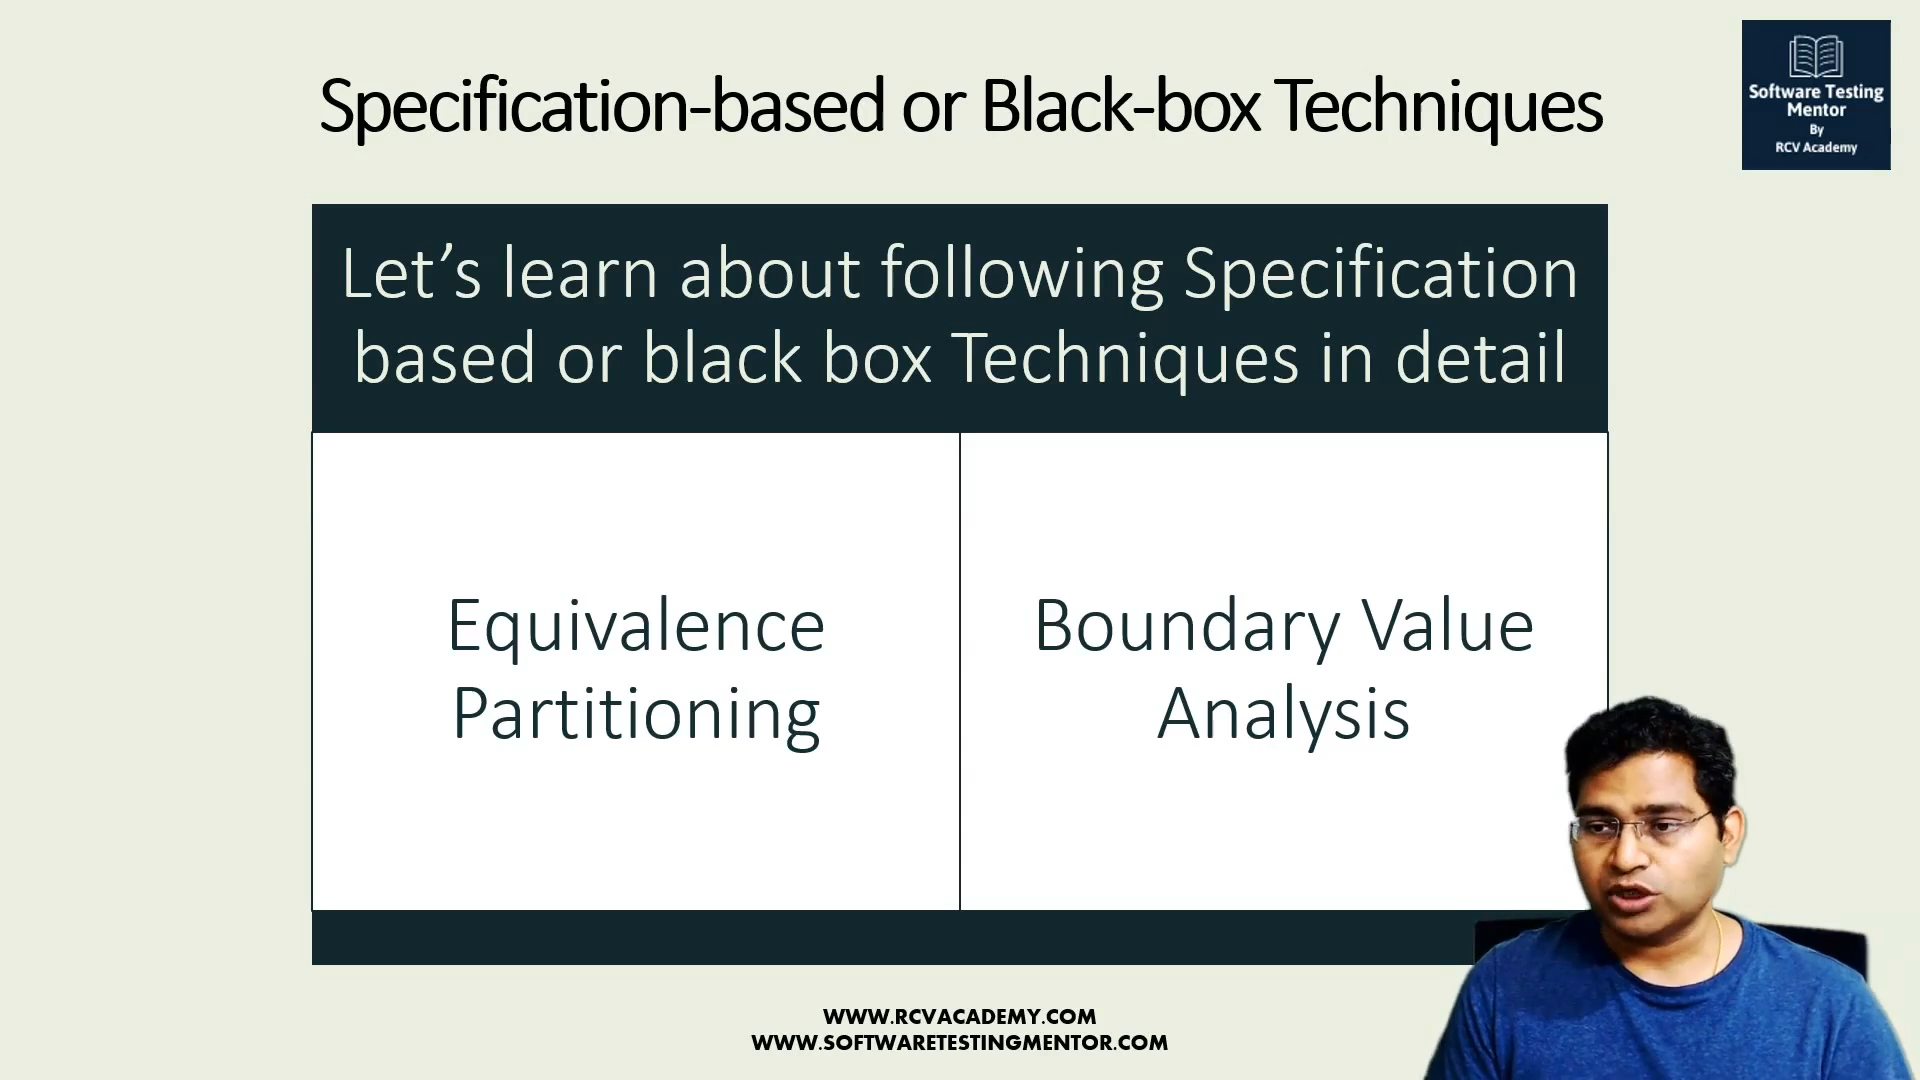 Specification-based or Black-box Techniques
Software Testing
Mentor
By
RCV Academy
Let's learn about following Specification
based or black box Techniques in detail
Equivalence
Partitioning
Boundary Value
Analysis
WWW.RCVACADEMY.COM
WWW.SOFTWARETESTINGMENTOR.COM